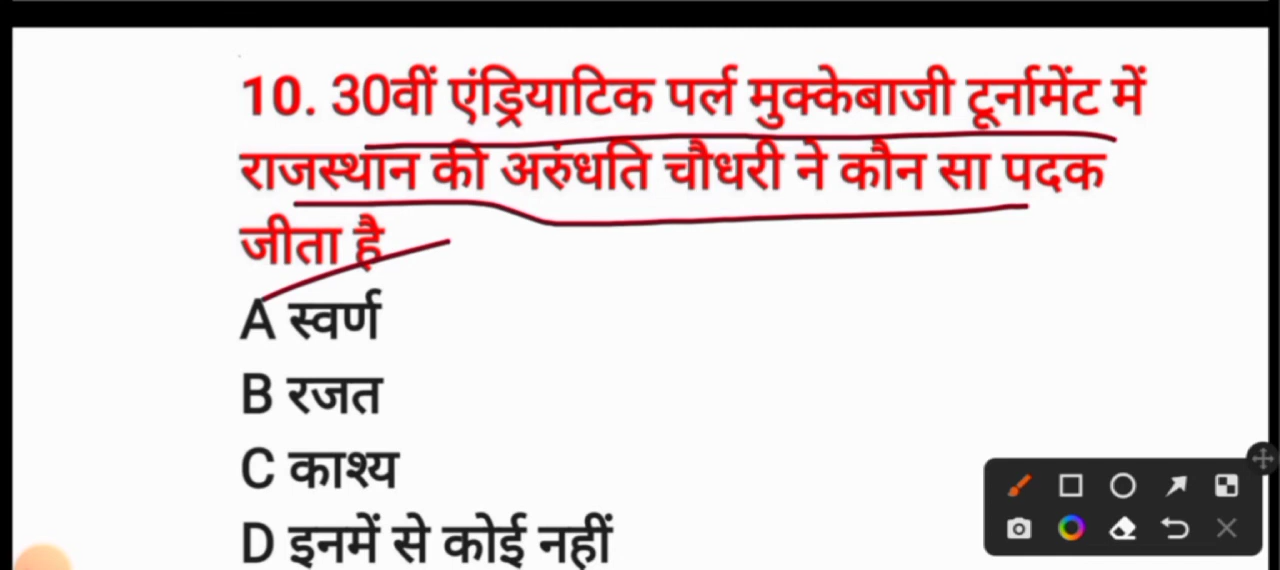 10. 30वीं एंड्रियाटिक पर्ल मुक्केबाजी टूर्नामेंट में
राजस्थान की अरुंधति चौधरी ने कौन सा पदक
जीता है
A स्वर्ण
B रजत
C काश्य
D इनमें से कोई नहीं